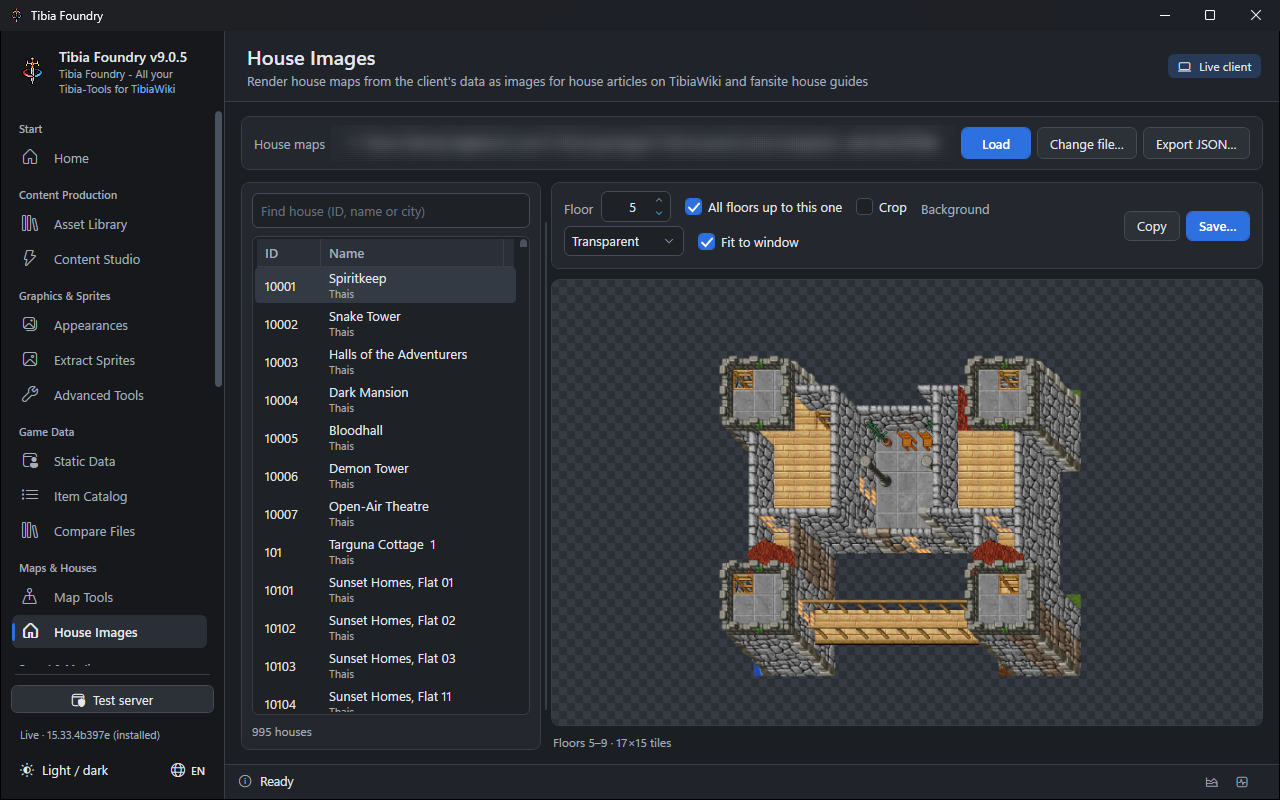 Tibia Foundry
Tibia Foundry v9.0.5
Tibia Foundry - All your
Tibia-Tools for TibiaWiki
Start
Home
Content Production
Asset Library
Content Studio
Graphics & Sprites
Appearances
Extract Sprites
Advanced Tools
Game Data
Static Data
Item Catalog
Compare Files
Maps & Houses
Map Tools
House Images
Test server
Live · 15.33.4b397e (installed)
Light / dark
EN
House Images
Render house maps from the client's data as images for house articles on TibiaWiki and fansite house guides
Live client
House maps
Load
Change file...
Export JSON...
Find house (ID, name or city)
ID Name
10001 Spiritkeep
Thais
10002 Snake Tower
Thais
10003 Halls of the Adventurers
Thais
10004 Dark Mansion
Thais
10005 Bloodhall
Thais
10006 Demon Tower
Thais
10007 Open-Air Theatre
Thais
101 Targuna Cottage 1
Thais
10101 Sunset Homes, Flat 01
Thais
10102 Sunset Homes, Flat 02
Thais
10103 Sunset Homes, Flat 03
Thais
10104 Sunset Homes, Flat 11
Thais
995 houses
Floor 5
All floors up to this one
Crop
Background
Transparent
Fit to window
Copy
Save...
Floors 5–9 · 17×15 tiles
Ready